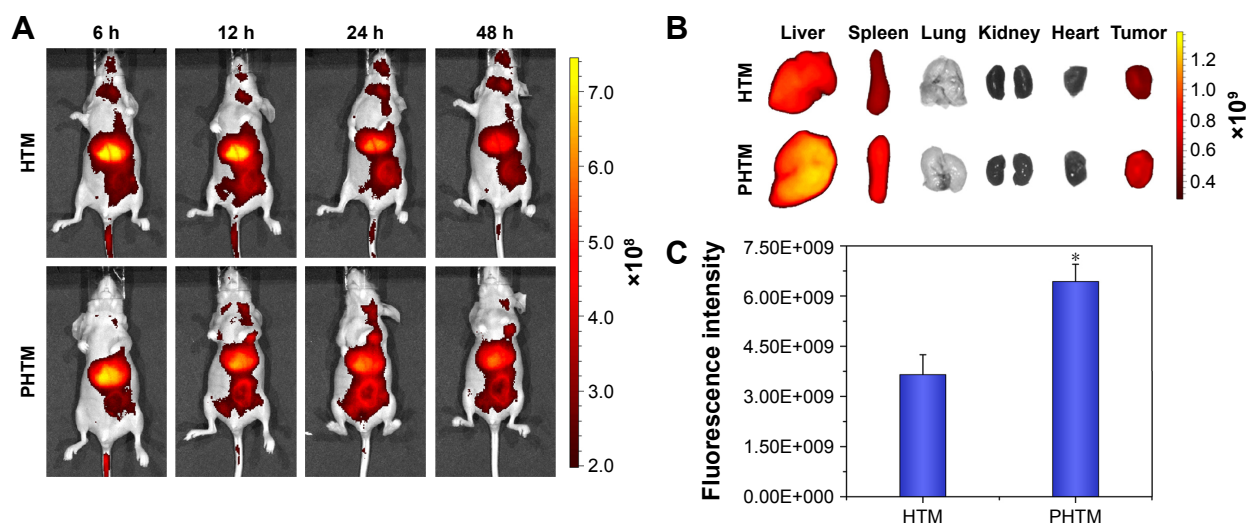 A
6 h 12 h 24 h 48 h
HTM
PHTM
7.0
6.0
5.0
4.0
3.0
2.0
×10⁸
B
Liver Spleen Lung Kidney Heart Tumor
HTM
PHTM
1.2
1.0
0.8
0.6
0.4
×10⁹
C
Fluorescence intensity
7.50E+009
6.00E+009
4.50E+009
3.00E+009
1.50E+009
0.00E+000
*
HTM PHTM